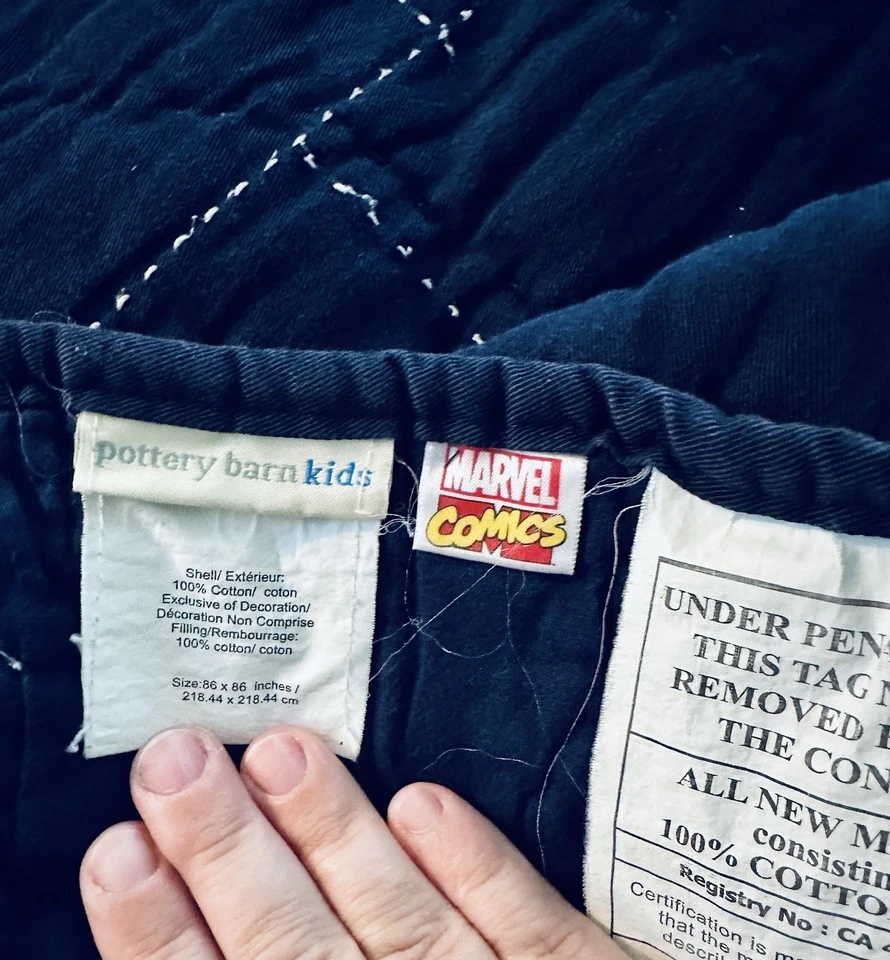 pottery barn kids
Shell/ Extérieur:
100% Cotton/ coton
Exclusive of Decoration/
Décoration Non Comprise
Filling/Rembourrage:
100% cotton/ coton
Size:86 x 86 inches /
218.44 x 218.44 cm
MARVEL
COMICS
UNDER
THIS TAG
REMOVED
THE
ALL NEW
100%
Registry No : CA
Certification is
that the